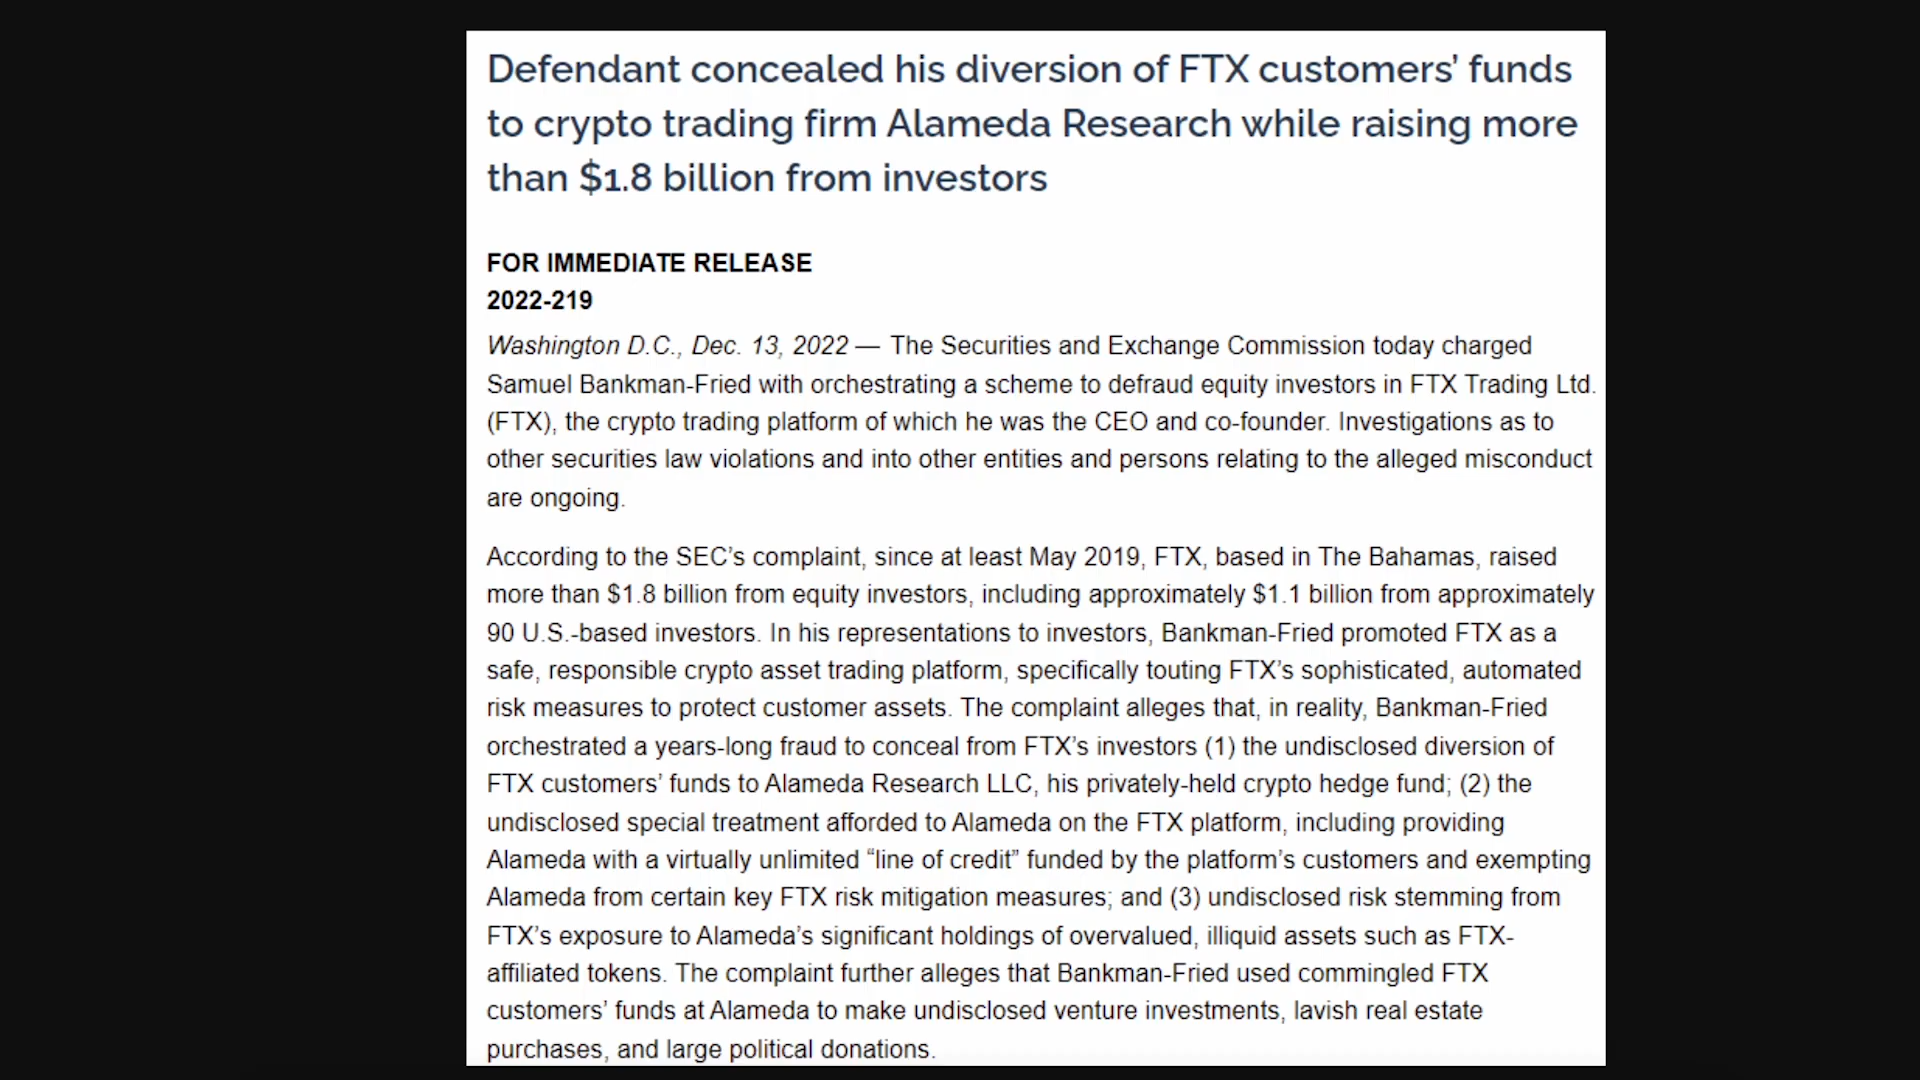 Defendant concealed his diversion of FTX customers’ funds
to crypto trading firm Alameda Research while raising more
than $1.8 billion from investors
FOR IMMEDIATE RELEASE
2022-219
Washington D.C., Dec. 13, 2022 — The Securities and Exchange Commission today charged
Samuel Bankman-Fried with orchestrating a scheme to defraud equity investors in FTX Trading Ltd.
(FTX), the crypto trading platform of which he was the CEO and co-founder. Investigations as to
other securities law violations and into other entities and persons relating to the alleged misconduct
are ongoing.
According to the SEC’s complaint, since at least May 2019, FTX, based in The Bahamas, raised
more than $1.8 billion from equity investors, including approximately $1.1 billion from approximately
90 U.S.-based investors. In his representations to investors, Bankman-Fried promoted FTX as a
safe, responsible crypto asset trading platform, specifically touting FTX’s sophisticated, automated
risk measures to protect customer assets. The complaint alleges that, in reality, Bankman-Fried
orchestrated a years-long fraud to conceal from FTX’s investors (1) the undisclosed diversion of
FTX customers’ funds to Alameda Research LLC, his privately-held crypto hedge fund; (2) the
undisclosed special treatment afforded to Alameda on the FTX platform, including providing
Alameda with a virtually unlimited “line of credit” funded by the platform’s customers and exempting
Alameda from certain key FTX risk mitigation measures; and (3) undisclosed risk stemming from
FTX’s exposure to Alameda’s significant holdings of overvalued, illiquid assets such as FTX-
affiliated tokens. The complaint further alleges that Bankman-Fried used commingled FTX
customers’ funds at Alameda to make undisclosed venture investments, lavish real estate
purchases, and large political donations.